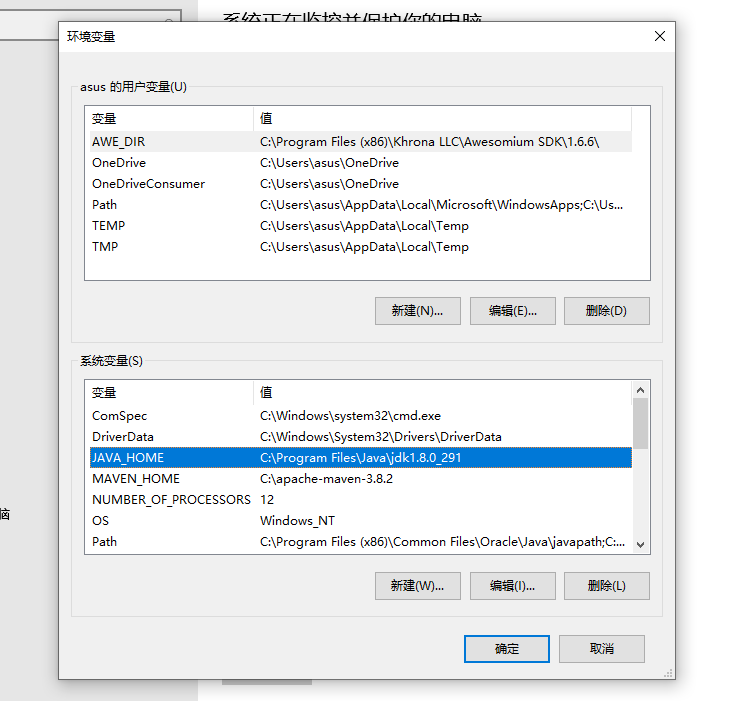 系统正在监控并保护你的电脑
环境变量
asus 的用户变量(U)
变量 值
AWE_DIR C:\Program Files (x86)\Khrona LLC\Awesomium SDK\1.6.6\
OneDrive C:\Users\asus\OneDrive
OneDriveConsumer C:\Users\asus\OneDrive
Path C:\Users\asus\AppData\Local\Microsoft\WindowsApps;C:\Us...
TEMP C:\Users\asus\AppData\Local\Temp
TMP C:\Users\asus\AppData\Local\Temp
新建(N)... 编辑(E)... 删除(D)
系统变量(S)
变量 值
ComSpec C:\Windows\system32\cmd.exe
DriverData C:\Windows\System32\Drivers\DriverData
JAVA_HOME C:\Program Files\Java\jdk1.8.0_291
MAVEN_HOME C:\apache-maven-3.8.2
NUMBER_OF_PROCESSORS 12
OS Windows_NT
脑
Path C:\Program Files (x86)\Common Files\Oracle\Java\javapath;C:...
新建(W)... 编辑(I)... 删除(L)
确定 取消